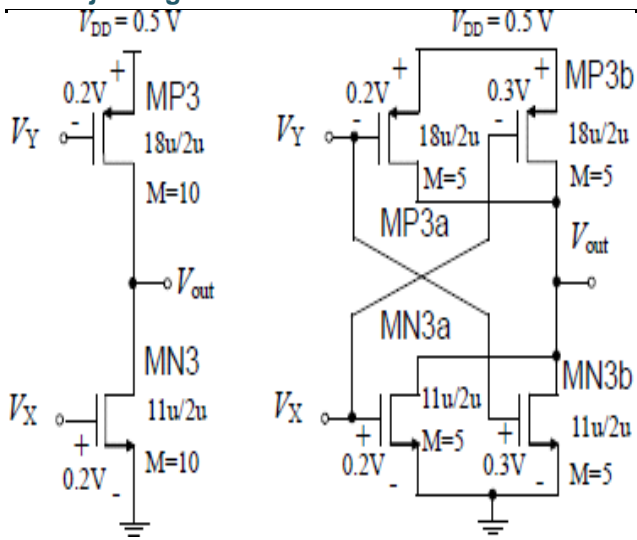 V_DD = 0.5 V
0.2V
+
-
MP3
V_Y
18u/2u
M=10
V_out
MN3
V_X
11u/2u
+
0.2V
-
M=10
V_DD = 0.5 V
0.2V
+
-
0.3V
+
-
MP3b
V_Y
18u/2u
M=5
18u/2u
M=5
MP3a
V_out
MN3a
MN3b
V_X
11u/2u
+
0.2V
-
M=5
+
0.3V
-
11u/2u
M=5